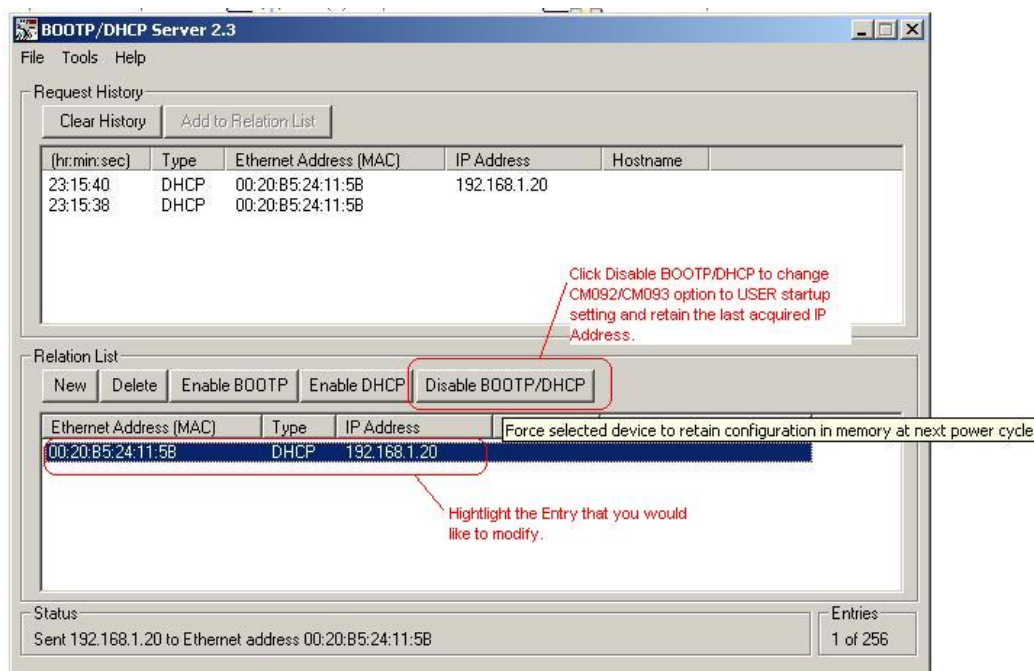 BOOTP/DHCP Server 2.3
File Tools Help
Request History
Clear History Add to Relation List
(hr:min:sec) Type Ethernet Address (MAC) IP Address Hostname
23:15:40 DHCP 00:20:B5:24:11:5B 192.168.1.20
23:15:38 DHCP 00:20:B5:24:11:5B
Click Disable BOOTP/DHCP to change
CM092/CM093 option to USER startup
setting and retain the last acquired IP
Address.
Relation List
New Delete Enable BOOTP Enable DHCP Disable BOOTP/DHCP
Ethernet Address (MAC) Type IP Address
Force selected device to retain configuration in memory at next power cycle
00:20:B5:24:11:5B DHCP 192.168.1.20
Hightlight the Entry that you would
like to modify.
Status
Sent 192.168.1.20 to Ethernet address 00:20:B5:24:11:5B
Entries
1 of 256